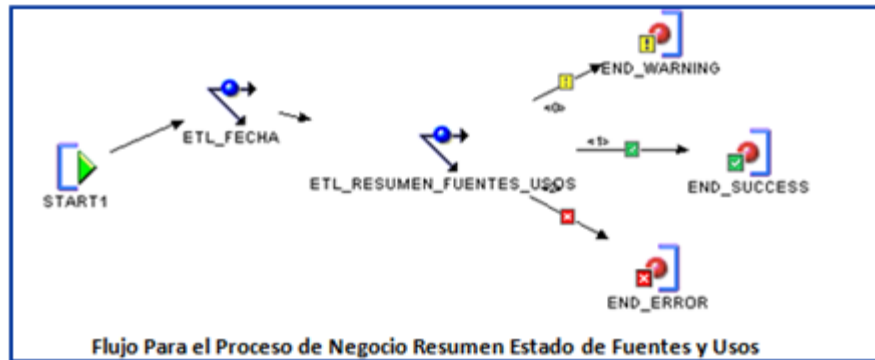 END_WARNING
<0>
ETL_FECHA
<1>
START1
ETL_RESUMEN_FUENTES_USOS
END_SUCCESS
END_ERROR
Flujo Para el Proceso de Negocio Resumen Estado de Fuentes y Usos